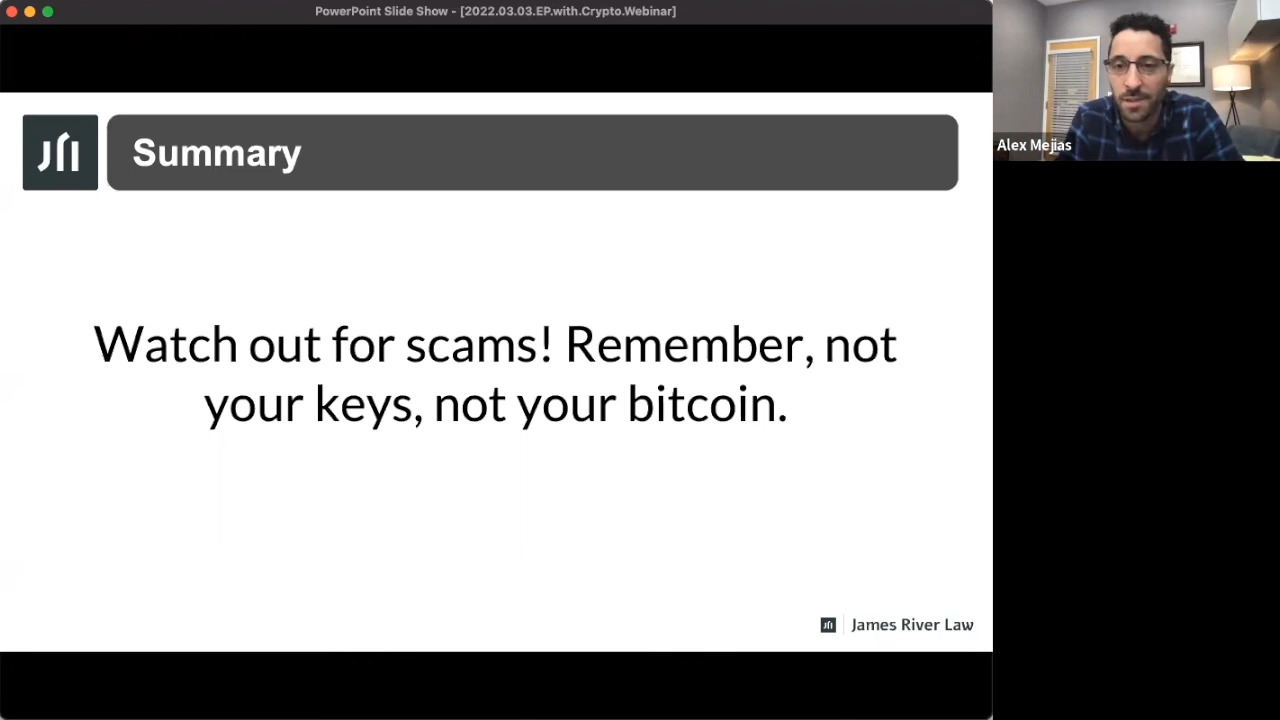 PowerPoint Slide Show - [2022.03.03.EP.with.Crypto.Webinar]
Summary
Watch out for scams! Remember, not
your keys, not your bitcoin.
James River Law
Alex Mejias